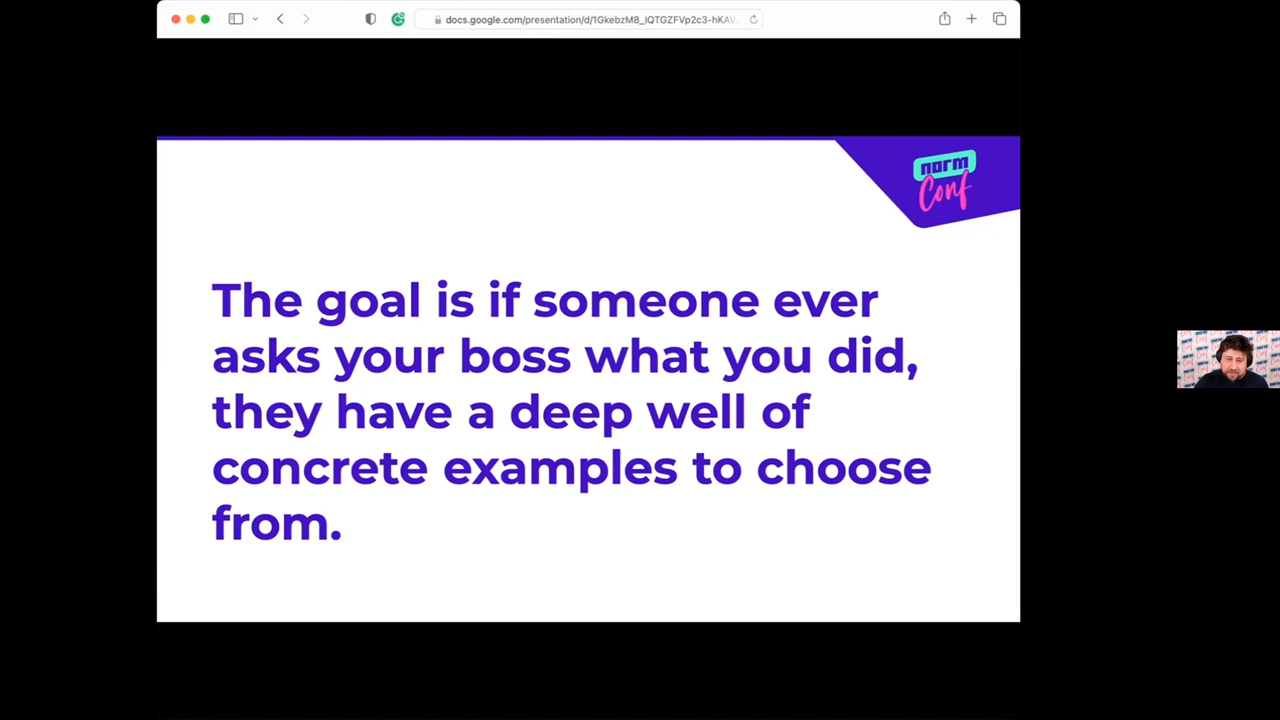 docs.google.com/presentation/d/1GkebzM8_IQTGZFVp2c3-hKAV
norm
Conf
The goal is if someone ever
asks your boss what you did,
they have a deep well of
concrete examples to choose
from.